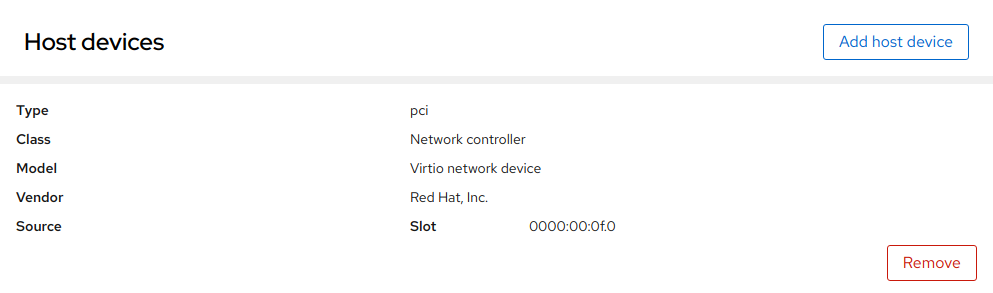 Host devices
Add host device
Type pci
Class Network controller
Model Virtio network device
Vendor Red Hat, Inc.
Source Slot 0000:00:0f.0
Remove